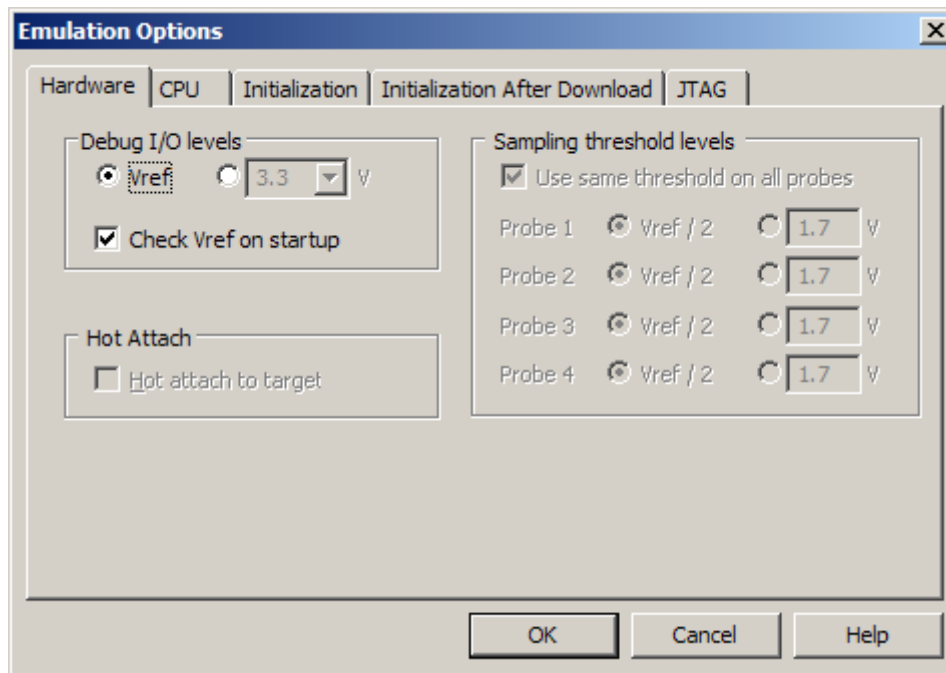 Emulation Options
Hardware CPU Initialization Initialization After Download JTAG
Debug I/O levels
Vref 3.3 V
Check Vref on startup
Hot Attach
Hot attach to target
Sampling threshold levels
Use same threshold on all probes
Probe 1 Vref / 2 1.7 V
Probe 2 Vref / 2 1.7 V
Probe 3 Vref / 2 1.7 V
Probe 4 Vref / 2 1.7 V
OK Cancel Help